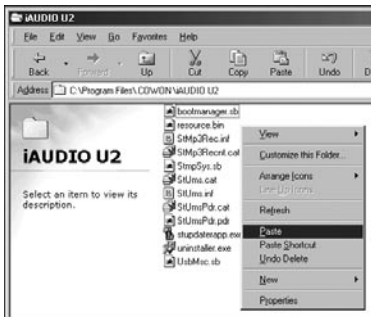 iAUDIO U2
File Edit View Go Favorites Help
Back Forward Up Cut Copy Paste Undo D
Address C:\Program Files\COWON\iAUDIO U2
iAUDIO U2
Select an item to view its
description.
bootmanager.sb
resource.bin
StMp3Rec.inf
StMp3Recnt.cat
StmpSys.sb
StUms.cat
StUms.inf
StUmsPdr.cat
StUmsPdr.pdr
stupdaterapp.exe
uninstaller.exe
UsbMsc.sb
View
Customize this Folder...
Arrange Icons
Line Up Icons
Refresh
Paste
Paste Shortcut
Undo Delete
New
Properties